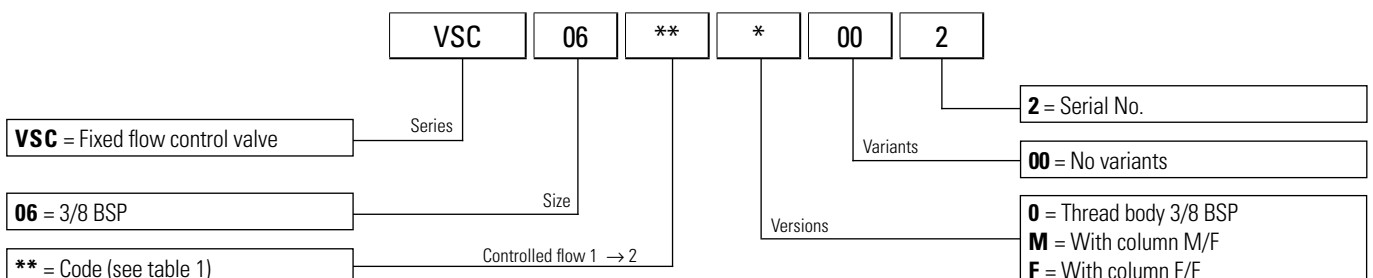 VSC 06 ** * 00 2
2 = Serial No.
VSC = Fixed flow control valve
Series
Variants
00 = No variants
06 = 3/8 BSP
Size
Versions
0 = Thread body 3/8 BSP
M = With column M/F
F = With column F/F
** = Code (see table 1)
Controlled flow 1 → 2